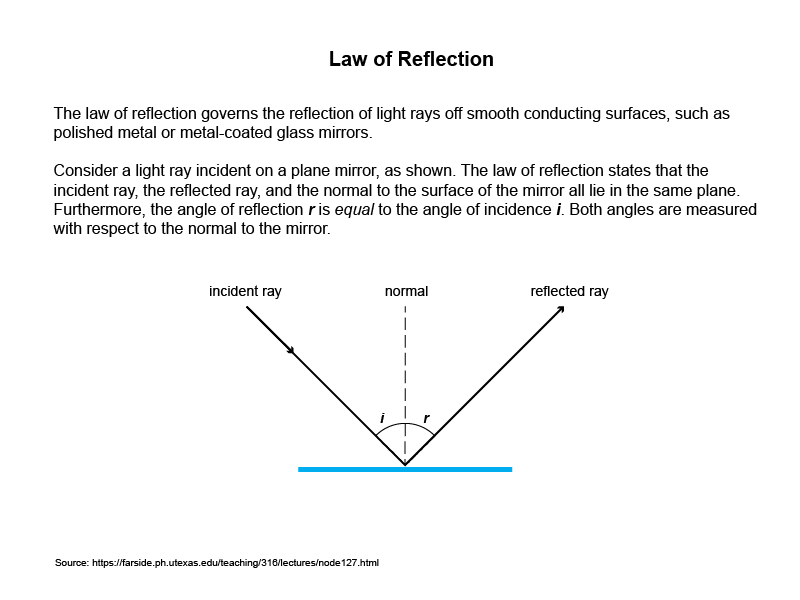 Law of Reflection
The law of reflection governs the reflection of light rays off smooth conducting surfaces, such as
polished metal or metal-coated glass mirrors.
Consider a light ray incident on a plane mirror, as shown. The law of reflection states that the
incident ray, the reflected ray, and the normal to the surface of the mirror all lie in the same plane.
Furthermore, the angle of reflection r is equal to the angle of incidence i. Both angles are measured
with respect to the normal to the mirror.
incident ray normal reflected ray
i r
Source: https://farside.ph.utexas.edu/teaching/316/lectures/node127.html